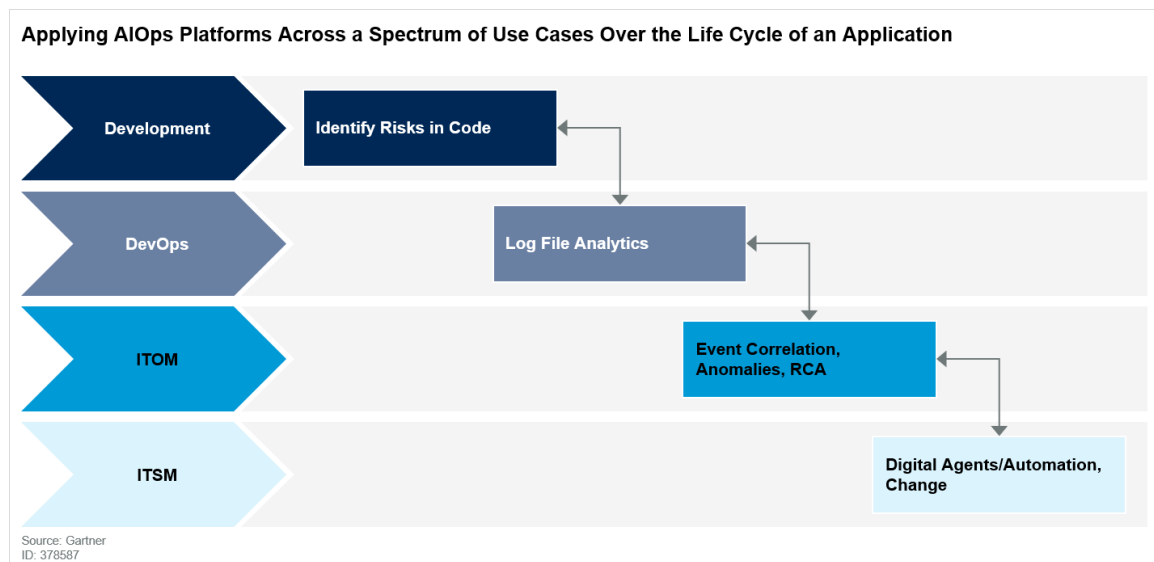 Applying AIOps Platforms Across a Spectrum of Use Cases Over the Life Cycle of an Application
Development
Identify Risks in Code
DevOps
Log File Analytics
ITOM
Event Correlation,
Anomalies, RCA
ITSM
Digital Agents/Automation,
Change
Source: Gartner
ID: 378587